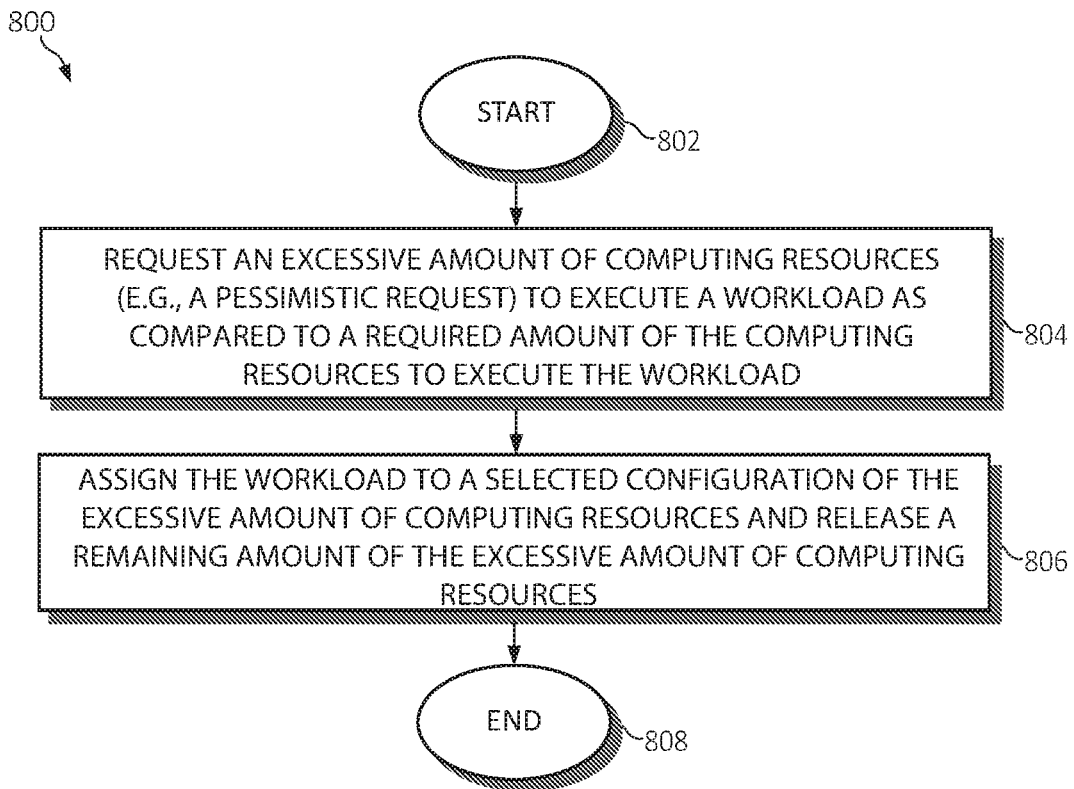 800
START
802
REQUEST AN EXCESSIVE AMOUNT OF COMPUTING RESOURCES
(E.G., A PESSIMISTIC REQUEST) TO EXECUTE A WORKLOAD AS
COMPARED TO A REQUIRED AMOUNT OF THE COMPUTING
RESOURCES TO EXECUTE THE WORKLOAD
804
ASSIGN THE WORKLOAD TO A SELECTED CONFIGURATION OF THE
EXCESSIVE AMOUNT OF COMPUTING RESOURCES AND RELEASE A
REMAINING AMOUNT OF THE EXCESSIVE AMOUNT OF COMPUTING
RESOURCES
806
END
808